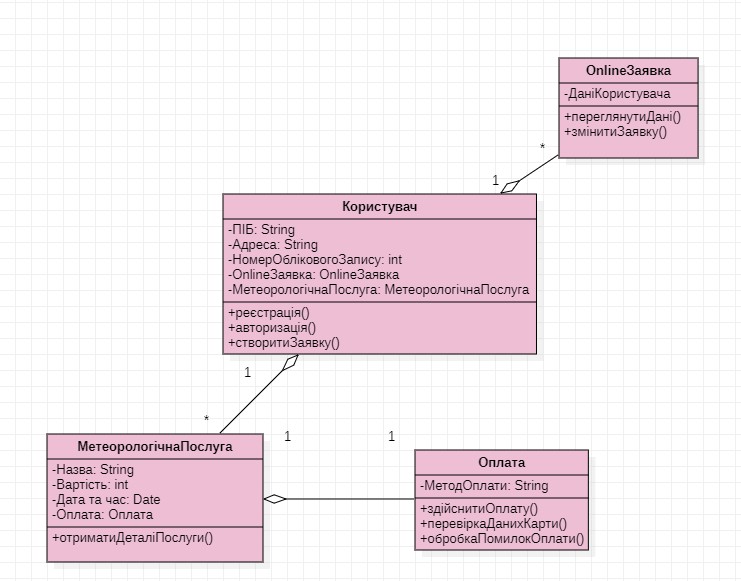 OnlineЗаявка
-ДаніКористувача
+переглянутиДані()
+змінитиЗаявку()
*
1
Користувач
-ПІБ: String
-Адреса: String
-НомерОблікового3апису: int
-OnlineЗаявка: OnlineЗаявка
-МетеорологічнаПослуга: МетеорологічнаПослуга
+реєстрація()
+авторизація()
+створитиЗаявку()
1
*
МетеорологічнаПослуга
-Назва: String
-Вартість: int
-Дата та час: Date
-Оплата: Оплата
+отриматиДеталіПослуги()
1
1
Оплата
-МетодОплати: String
+здійснитиОплату()
+перевіркаДанихКарти()
+обробкаПомилокОплати()